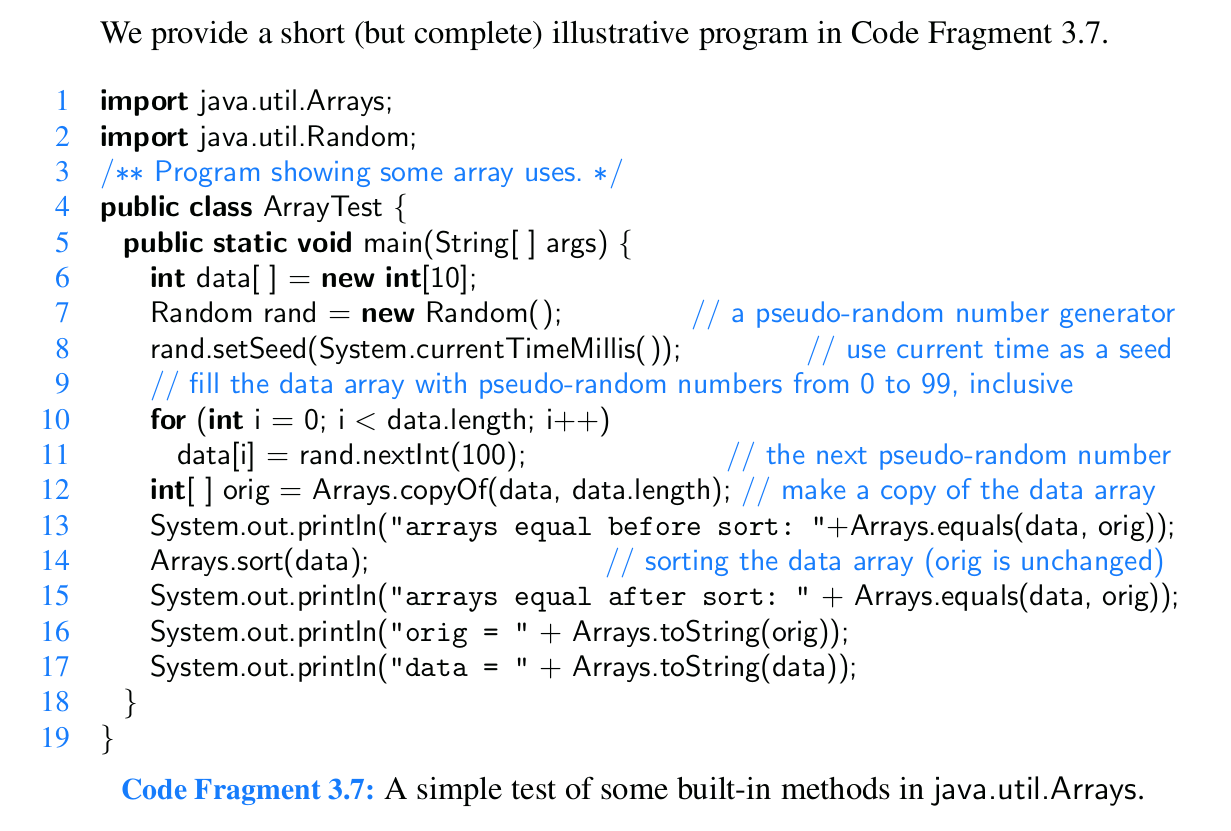 We provide a short (but complete) illustrative program in Code Fragment 3.7.
1 import java.util.Arrays;
2 import java.util.Random;
3 /** Program showing some array uses. */
4 public class ArrayTest {
5 public static void main(String[ ] args) {
6 int data[ ] = new int[10];
7 Random rand = new Random( ); // a pseudo-random number generator
8 rand.setSeed(System.currentTimeMillis( )); // use current time as a seed
9 // fill the data array with pseudo-random numbers from 0 to 99, inclusive
10 for (int i = 0; i < data.length; i++)
11 data[i] = rand.nextInt(100); // the next pseudo-random number
12 int[ ] orig = Arrays.copyOf(data, data.length); // make a copy of the data array
13 System.out.println("arrays equal before sort: "+Arrays.equals(data, orig));
14 Arrays.sort(data); // sorting the data array (orig is unchanged)
15 System.out.println("arrays equal after sort: " + Arrays.equals(data, orig));
16 System.out.println("orig = " + Arrays.toString(orig));
17 System.out.println("data = " + Arrays.toString(data));
18 }
19 }
Code Fragment 3.7: A simple test of some built-in methods in java.util.Arrays.